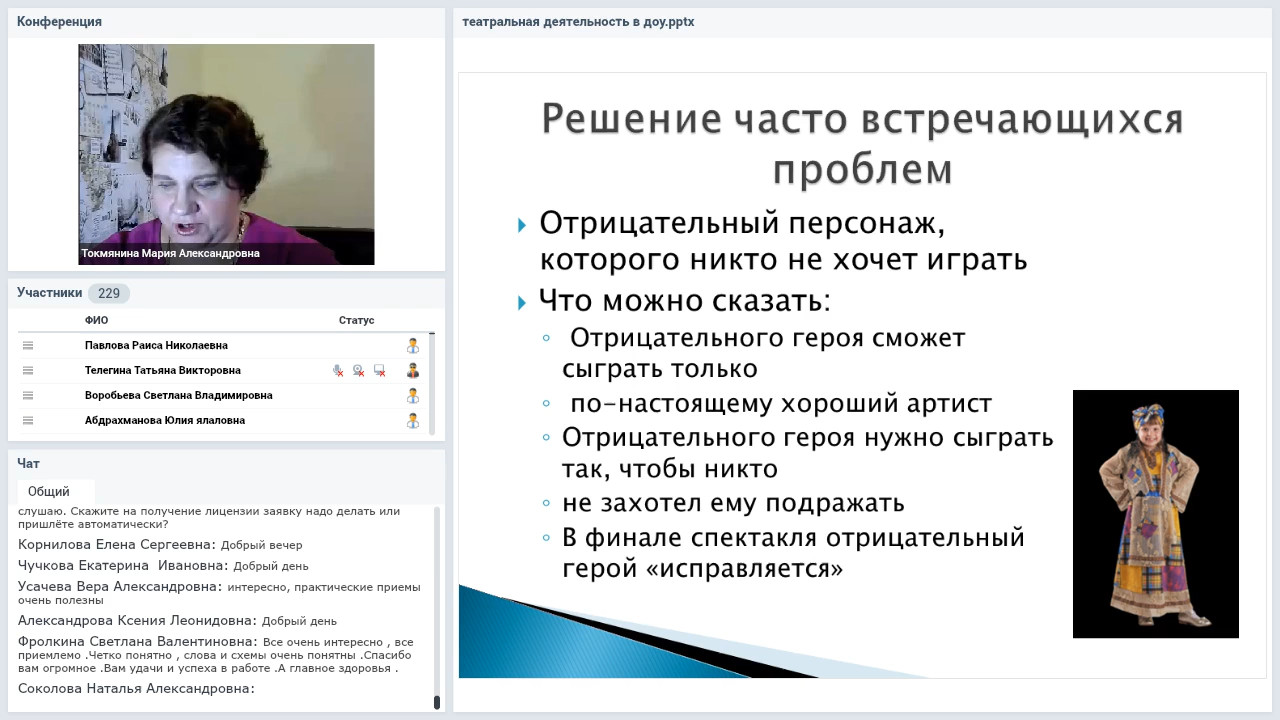 Конференция
Токмянина Мария Александровна
Участники 229
ФИО Статус
Павлова Раиса Николаевна
Телегина Татьяна Викторовна
Воробьева Светлана Владимировна
Абдрахманова Юлия ялаловна
Чат
Общий
слушаю. Скажите на получение лицензии заявку надо делать или
пришлёте автоматически?
Корнилова Елена Сергеевна: Добрый вечер
Чучкова Екатерина Ивановна: Добрый день
Усачева Вера Александровна: интересно, практические приемы
очень полезны
Александрова Ксения Леонидовна: Добрый день
Фролкина Светлана Валентиновна: Все очень интересно , все
приемлемо .Четко понятно , слова и схемы очень понятны .Спасибо
вам огромное .Вам удачи и успеха в работе .А главное здоровья .
Соколова Наталья Александровна:
театральная деятельность в доу.pptx
Решение часто встречающихся
проблем
Отрицательный персонаж,
которого никто не хочет играть
Что можно сказать:
Отрицательного героя сможет
сыграть только
по-настоящему хороший артист
Отрицательного героя нужно сыграть
так, чтобы никто
не захотел ему подражать
В финале спектакля отрицательный
герой «исправляется»